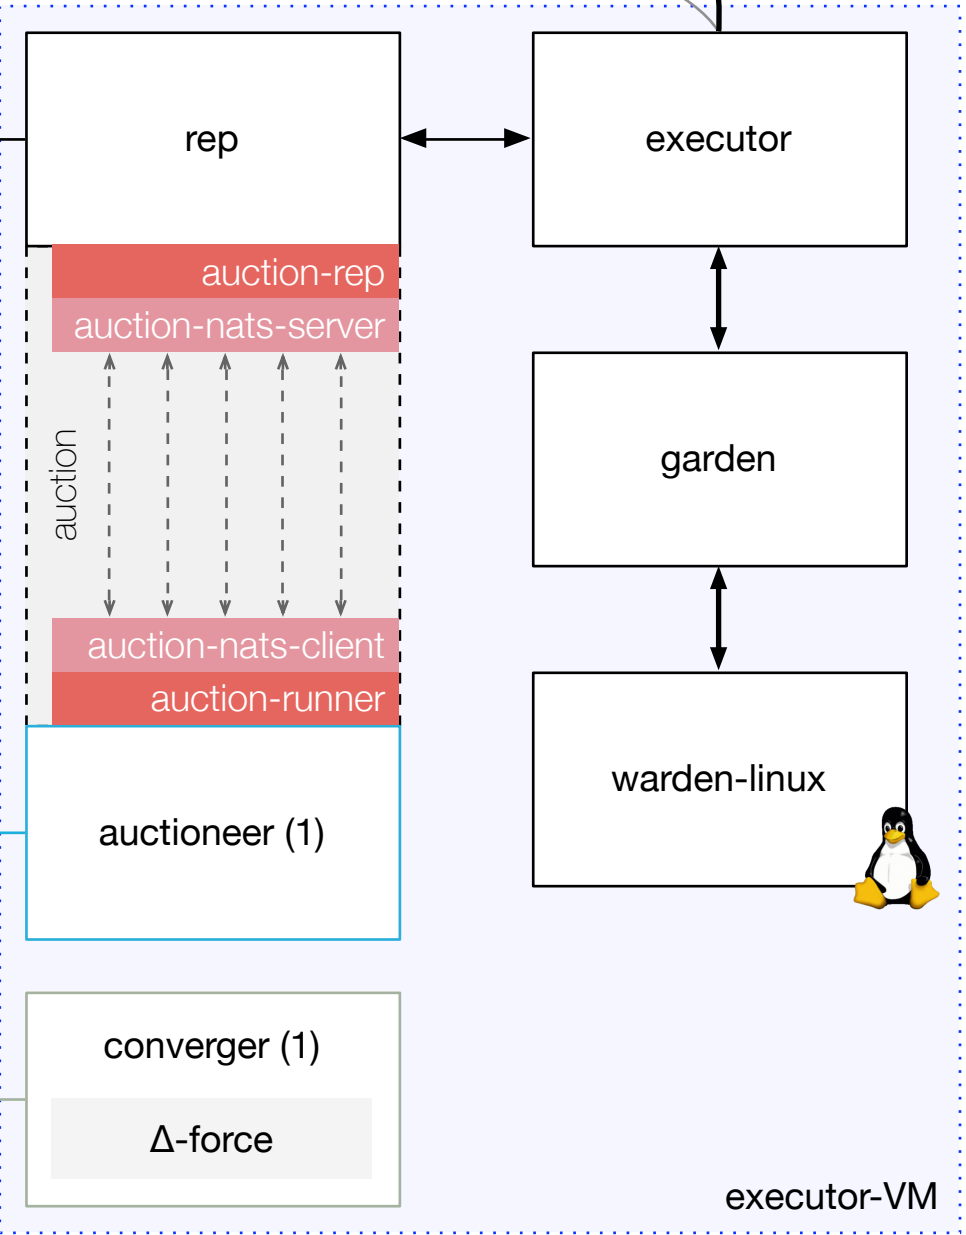 rep
executor
auction-rep
auction-nats-server
auction
garden
auction-nats-client
auction-runner
warden-linux
auctioneer (1)
converger (1)
Δ-force
executor-VM